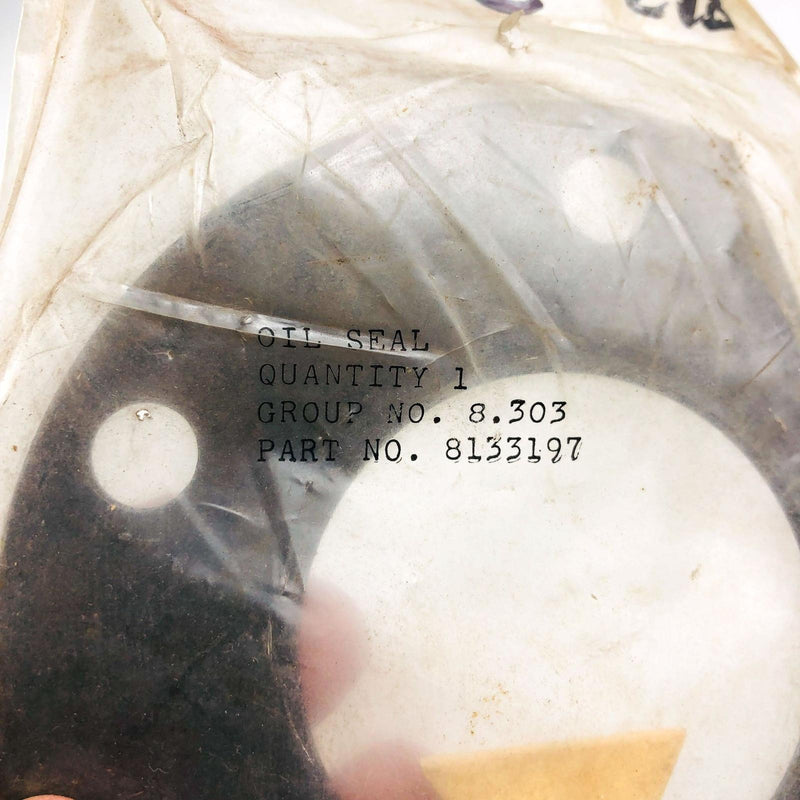 OIL SEAL
QUANTITY 1
GROUP NO. 8.303
PART NO. 8133197